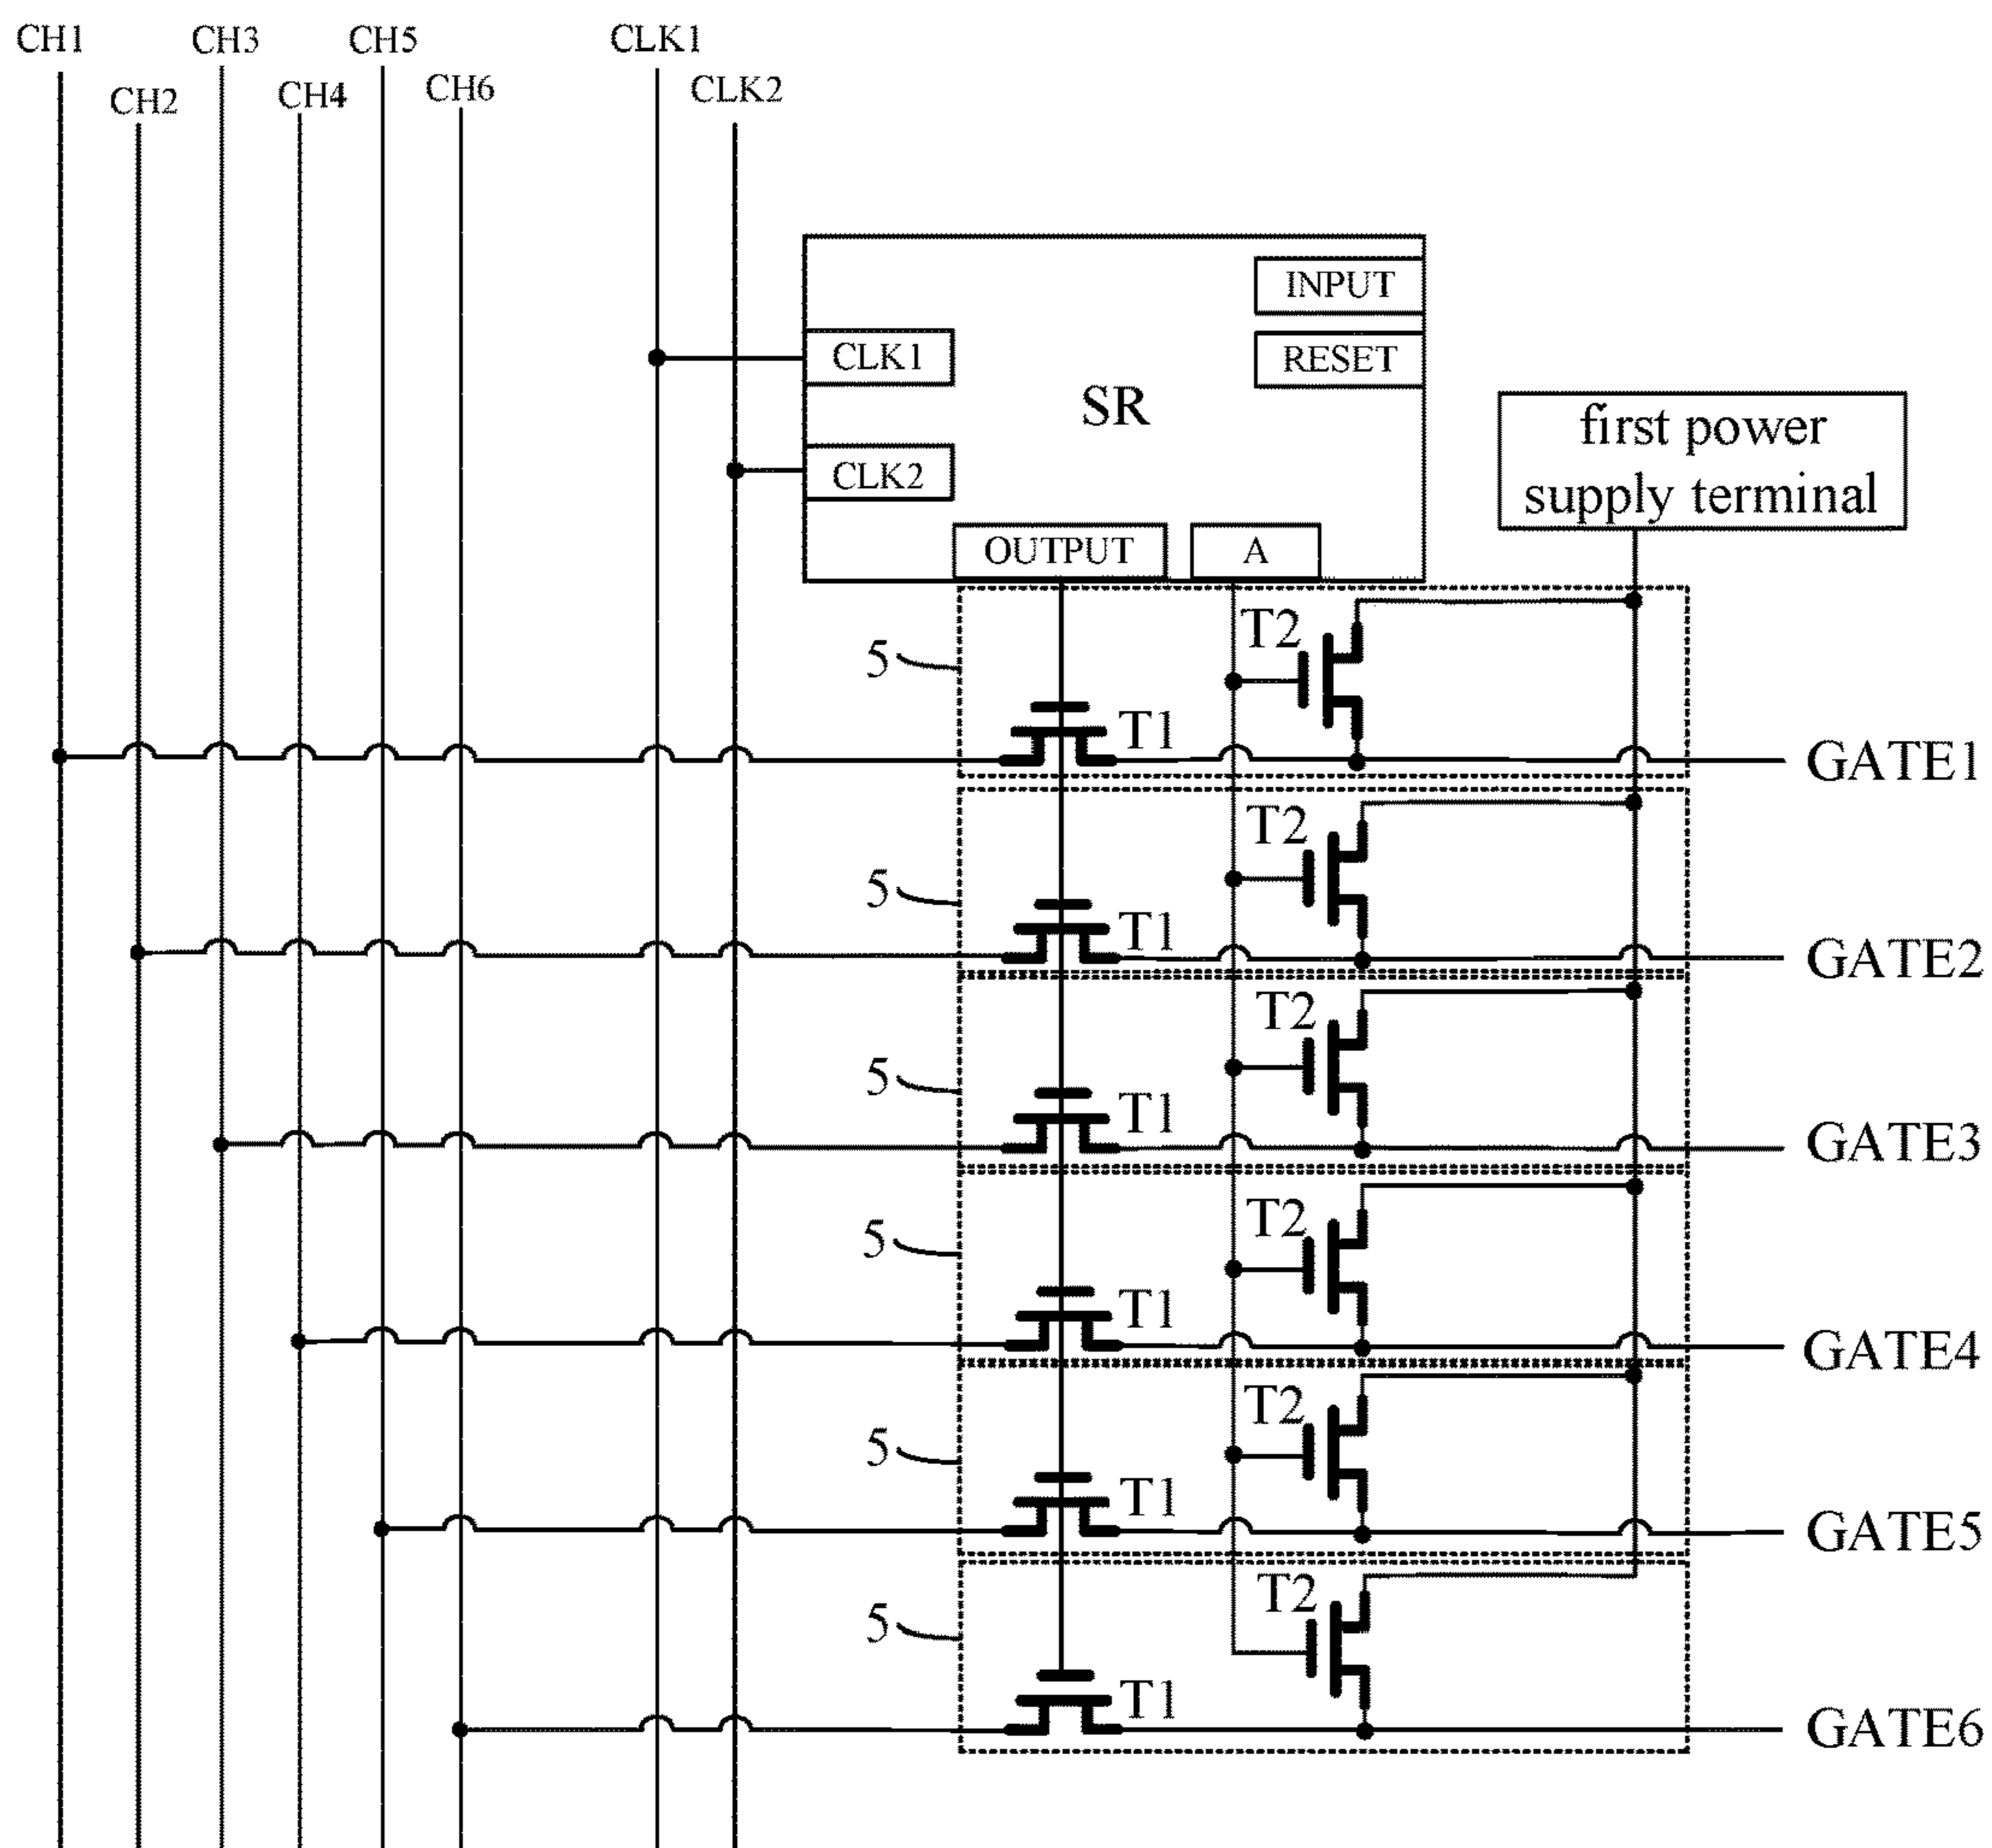 CH1
CH3
CH5
CLK1
CH2
CH4
CH6
CLK2
INPUT
CLK1
RESET
SR
CLK2
first power
supply terminal
OUTPUT
A
T2
5
T1
GATE1
T2
5
T1
GATE2
T2
5
T1
GATE3
T2
5
T1
GATE4
T2
5
T1
GATE5
T2
5
T1
GATE6